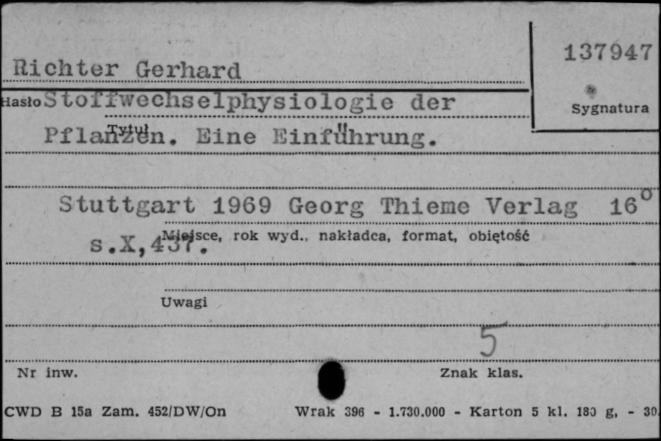 137947
Richter Gerhard
Hasło Stoffwechselphysiologie der
Sygnatura
Tytuł
Pflanzen. Eine Einführung.
Stuttgart 1969 Georg Thieme Verlag 16°
Miejsce, rok wyd., nakładca, format, objętość
s.X,437.
Uwagi
5
Nr inw.
Znak klas.
CWD B 15a Zam. 452/DW/On Wrak 396 - 1.730.000 - Karton 5 kl. 180 g, - 30.